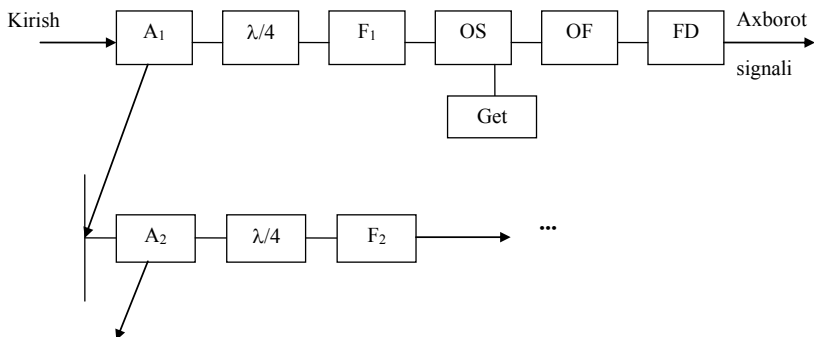 Kirish
A₁ λ/4 F₁ OS OF FD
Axborot
signali
Get
A₂ λ/4 F₂ ...